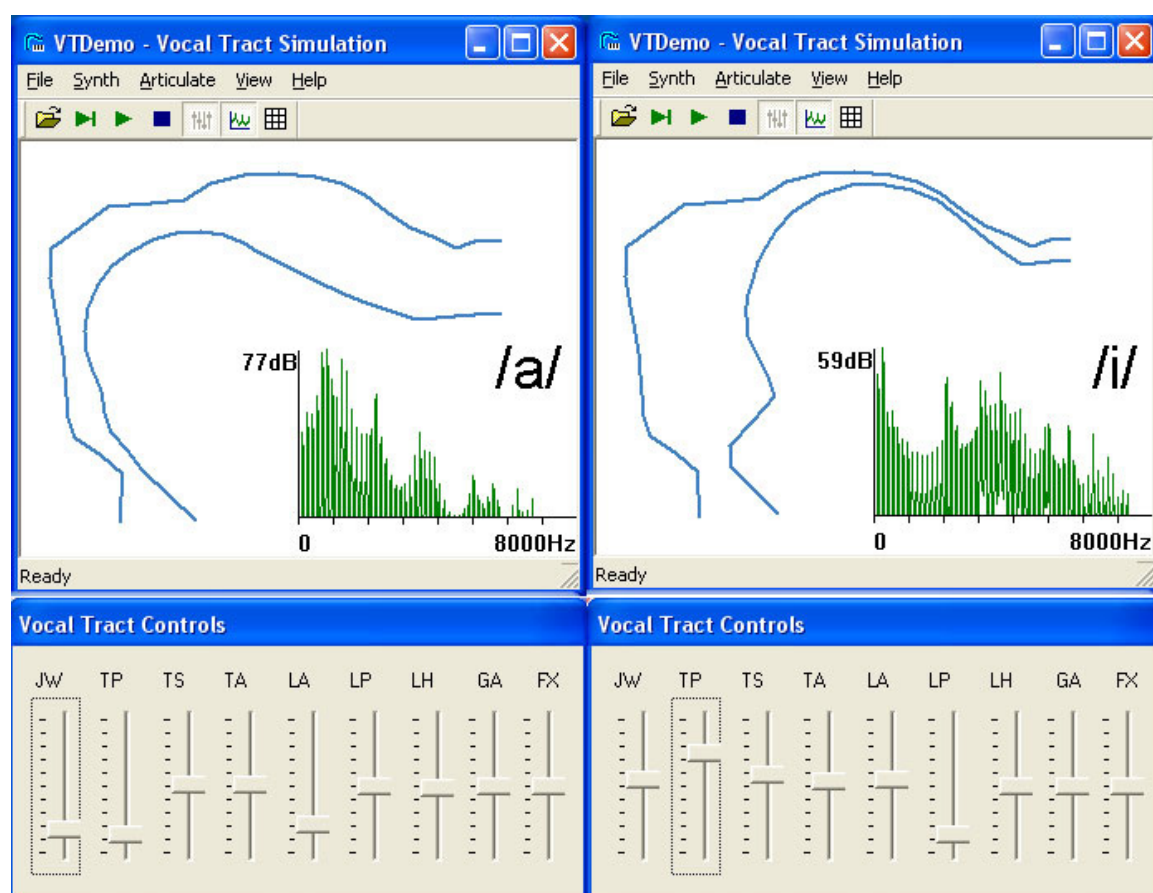 VTDemo - Vocal Tract Simulation
File Synth Articulate View Help
77dB
/a/
0 8000Hz
Ready
Vocal Tract Controls
JW TP TS TA LA LP LH GA FX
VTDemo - Vocal Tract Simulation
File Synth Articulate View Help
59dB
/i/
0 8000Hz
Ready
Vocal Tract Controls
JW TP TS TA LA LP LH GA FX